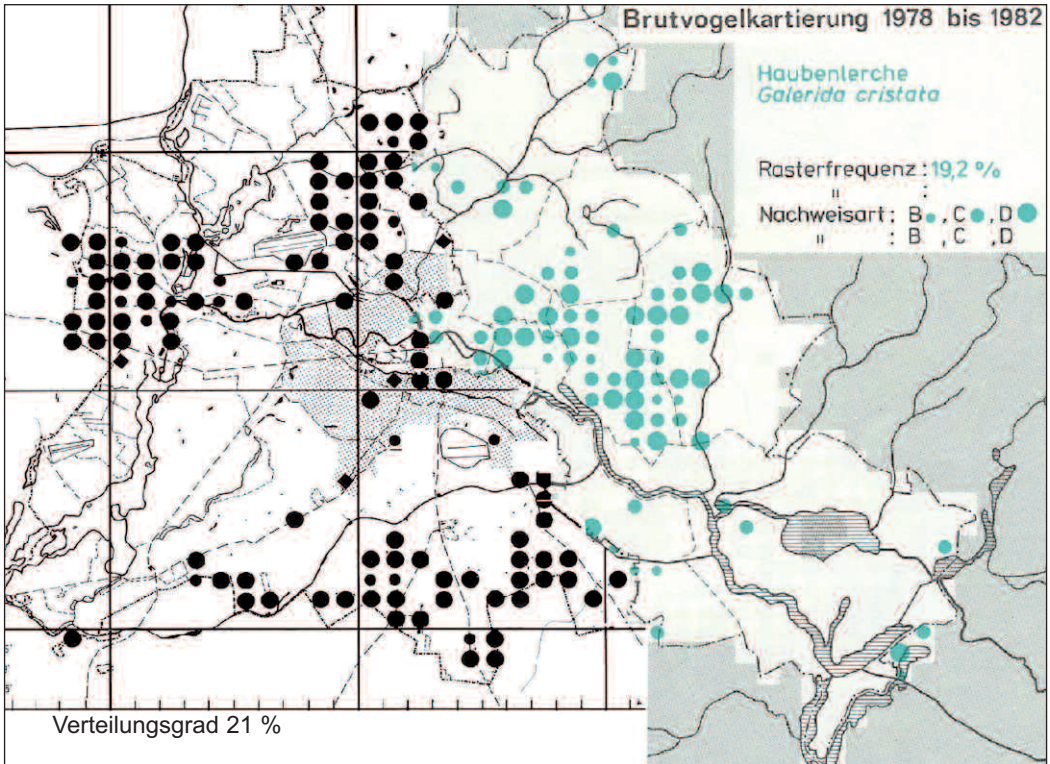 Brutvogelkartierung 1978 bis 1982
Haubenlerche
Galerida cristata
Rasterfrequenz : 19,2 %
" :
Nachweisart : B , C , D
" : B , C , D
Verteilungsgrad 21 %